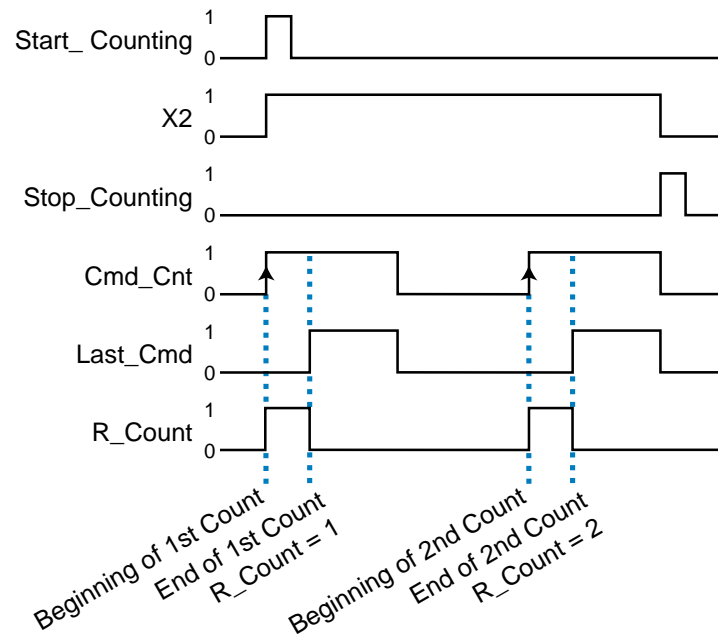 1
Start_ Counting
0
1
X2
0
1
Stop_Counting
0
1
Cmd_Cnt
0
1
Last_Cmd
0
1
R_Count
0
Beginning of 1st Count
End of 1st Count
R_Count = 1
Beginning of 2nd Count
End of 2nd Count
R_Count = 2